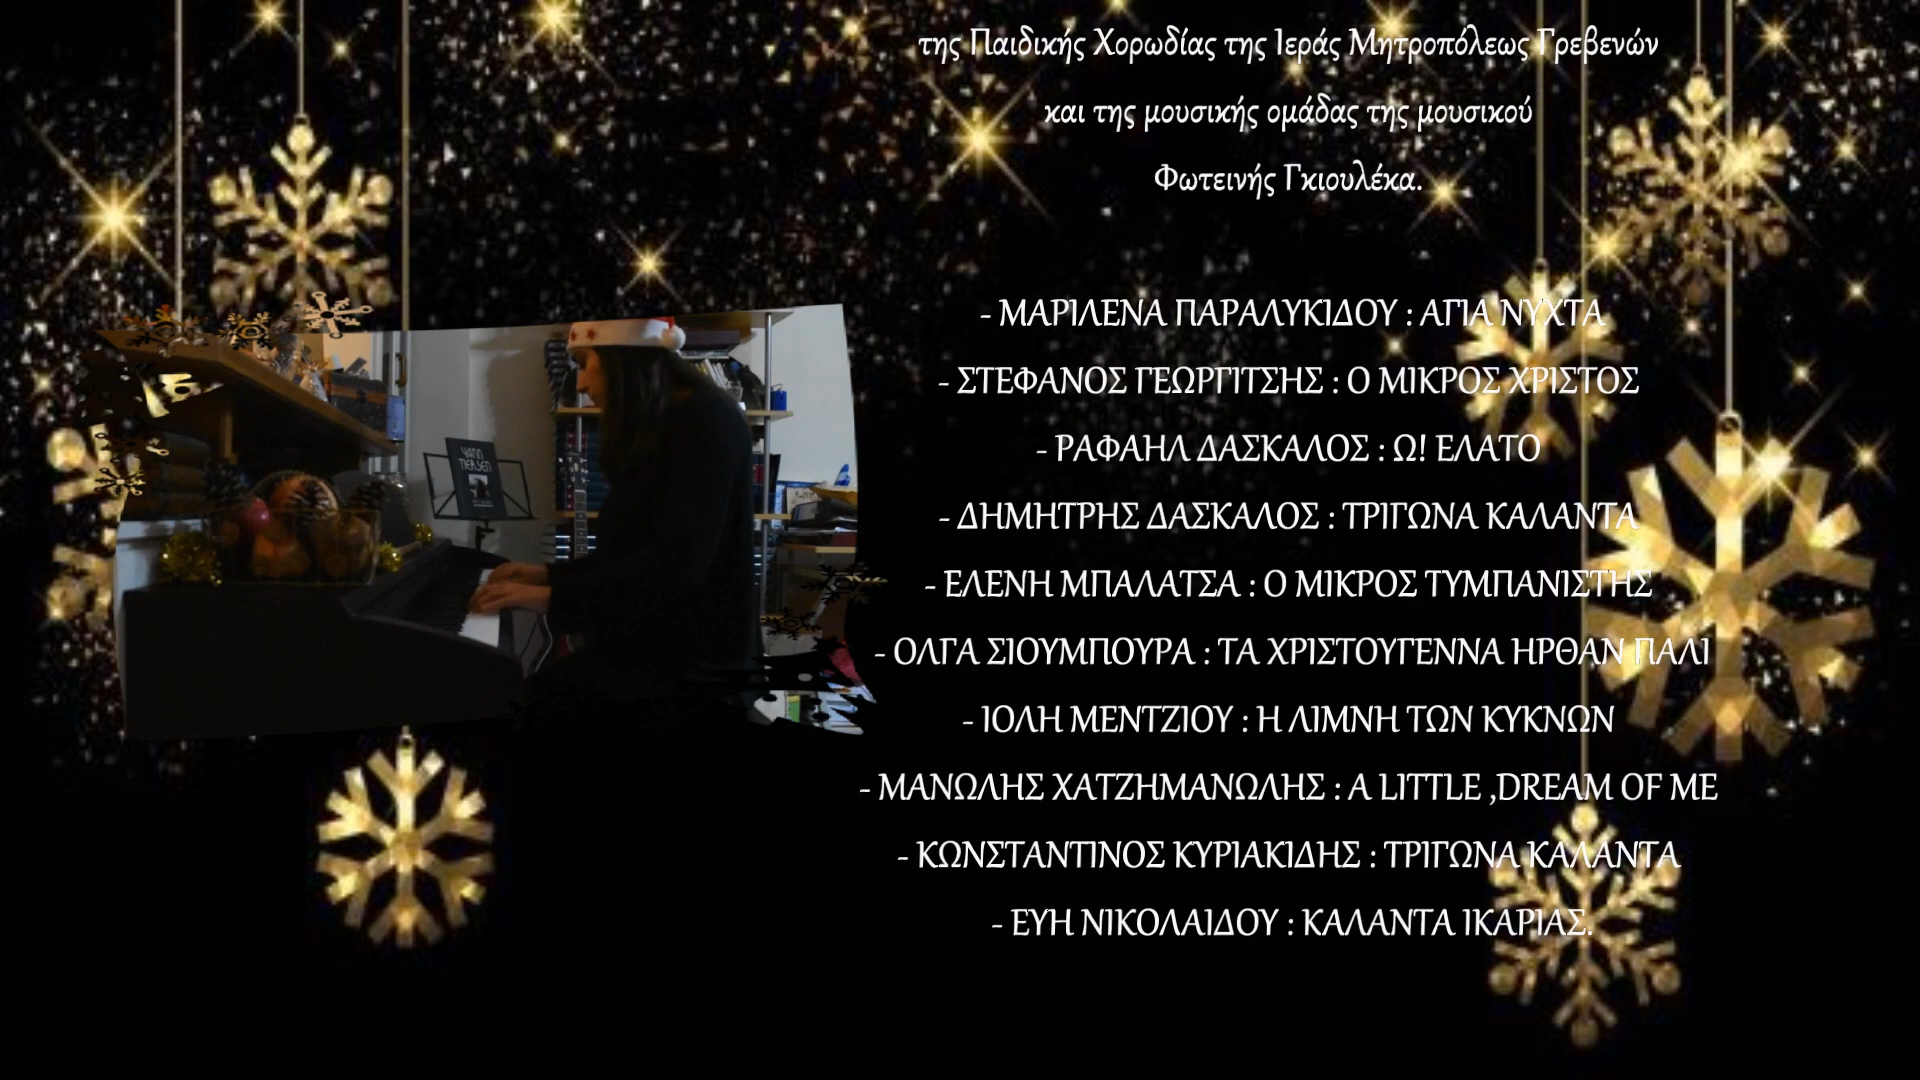 της Παιδικής Χορωδίας της Ιεράς Μητροπόλεως Γρεβενών
και της μουσικής ομάδας της μουσικού
Φωτεινής Γκιουλέκα.
- ΜΑΡΙΛΕΝΑ ΠΑΡΑΛΥΚΙΔΟΥ : ΑΓΙΑ ΝΥΧΤΑ
- ΣΤΕΦΑΝΟΣ ΓΕΩΡΓΙΤΣΗΣ : Ο ΜΙΚΡΟΣ ΧΡΙΣΤΟΣ
- ΡΑΦΑΗΛ ΔΑΣΚΑΛΟΣ : Ω! ΕΛΑΤΟ
- ΔΗΜΗΤΡΗΣ ΔΑΣΚΑΛΟΣ : ΤΡΙΓΩΝΑ ΚΑΛΑΝΤΑ
- ΕΛΕΝΗ ΜΠΑΛΑΤΣΑ : Ο ΜΙΚΡΟΣ ΤΥΜΠΑΝΙΣΤΗΣ
- ΟΛΓΑ ΣΙΟΥΜΠΟΥΡΑ : ΤΑ ΧΡΙΣΤΟΥΓΕΝΝΑ ΗΡΘΑΝ ΠΑΛΙ
- ΙΟΛΗ ΜΕΝΤΖΙΟΥ : Η ΛΙΜΝΗ ΤΩΝ ΚΥΚΝΩΝ
- ΜΑΝΩΛΗΣ ΧΑΤΖΗΜΑΝΩΛΗΣ : A LITTLE ,DREAM OF ME
- ΚΩΝΣΤΑΝΤΙΝΟΣ ΚΥΡΙΑΚΙΔΗΣ : ΤΡΙΓΩΝΑ ΚΑΛΑΝΤΑ
- ΕΥΗ ΝΙΚΟΛΑΙΔΟΥ : ΚΑΛΑΝΤΑ ΙΚΑΡΙΑΣ.
YANN
TIERSEN